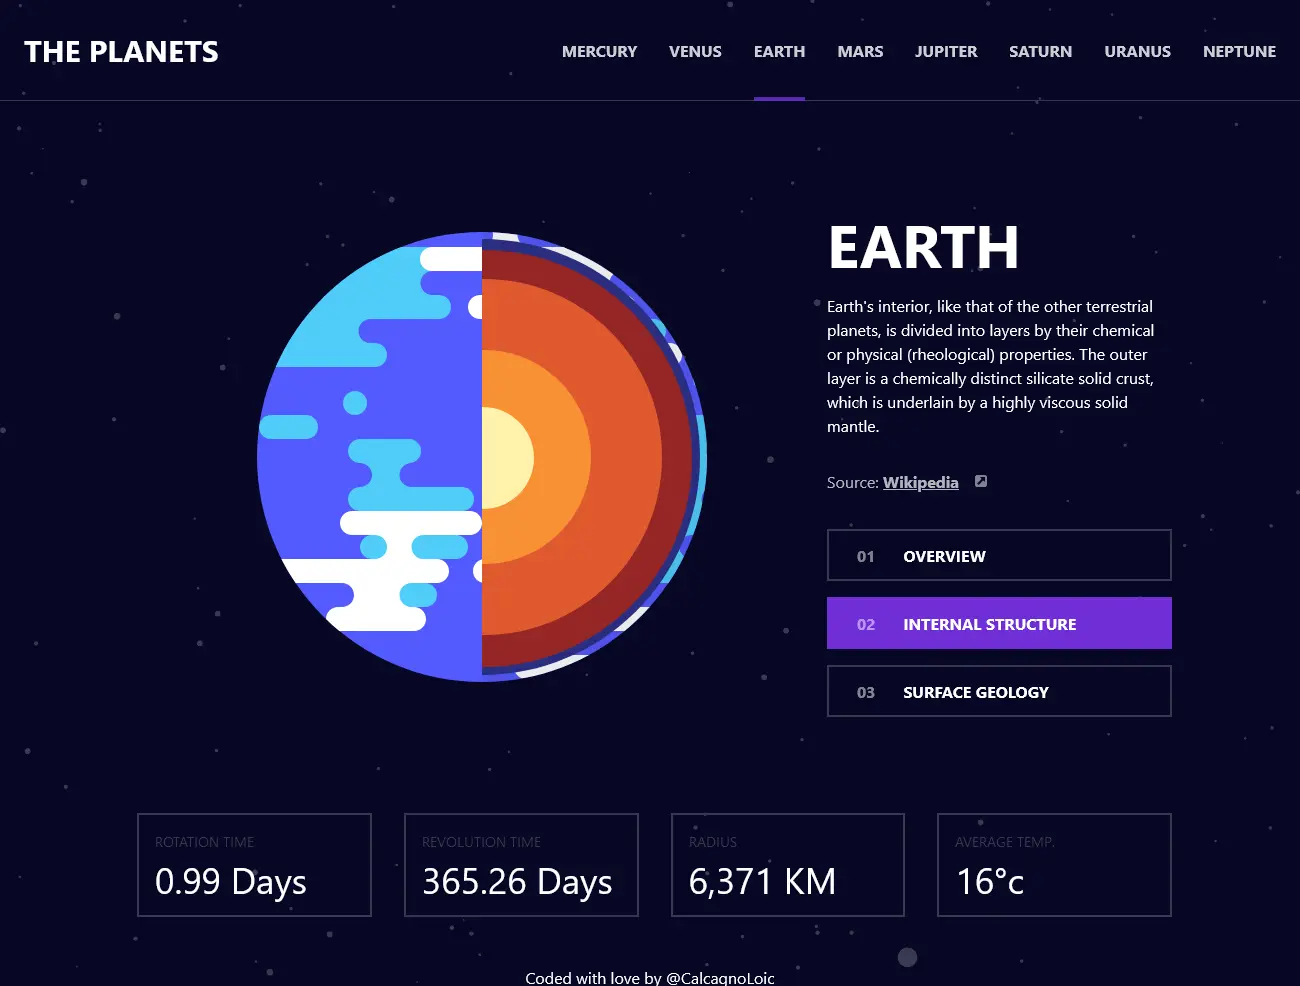 THE PLANETS
MERCURY VENUS EARTH MARS JUPITER SATURN URANUS NEPTUNE
EARTH
Earth's interior, like that of the other terrestrial
planets, is divided into layers by their chemical
or physical (rheological) properties. The outer
layer is a chemically distinct silicate solid crust,
which is underlain by a highly viscous solid
mantle.
Source: Wikipedia
01 OVERVIEW
02 INTERNAL STRUCTURE
03 SURFACE GEOLOGY
ROTATION TIME
0.99 Days
REVOLUTION TIME
365.26 Days
RADIUS
6,371 KM
AVERAGE TEMP.
16°c
Coded with love by @CalcagnoLoic